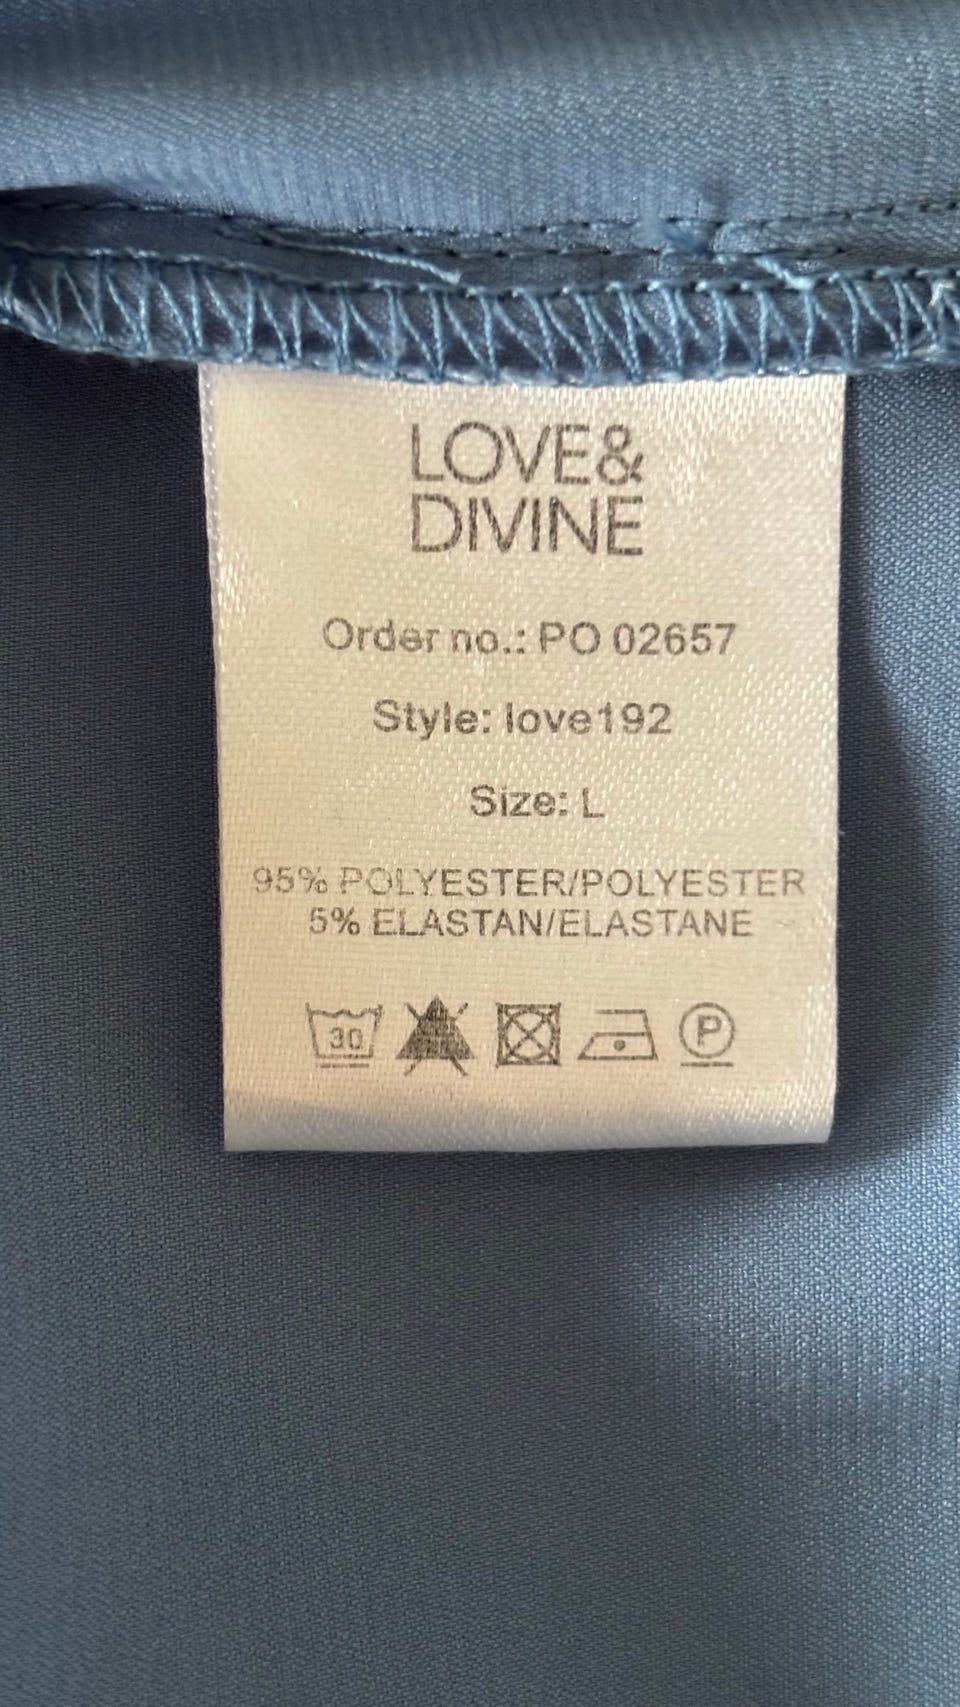 LOVE&
DIVINE
Order no.: PO 02657
Style: love192
Size: L
95% POLYESTER/POLYESTER
5% ELASTAN/ELASTANE
30 P